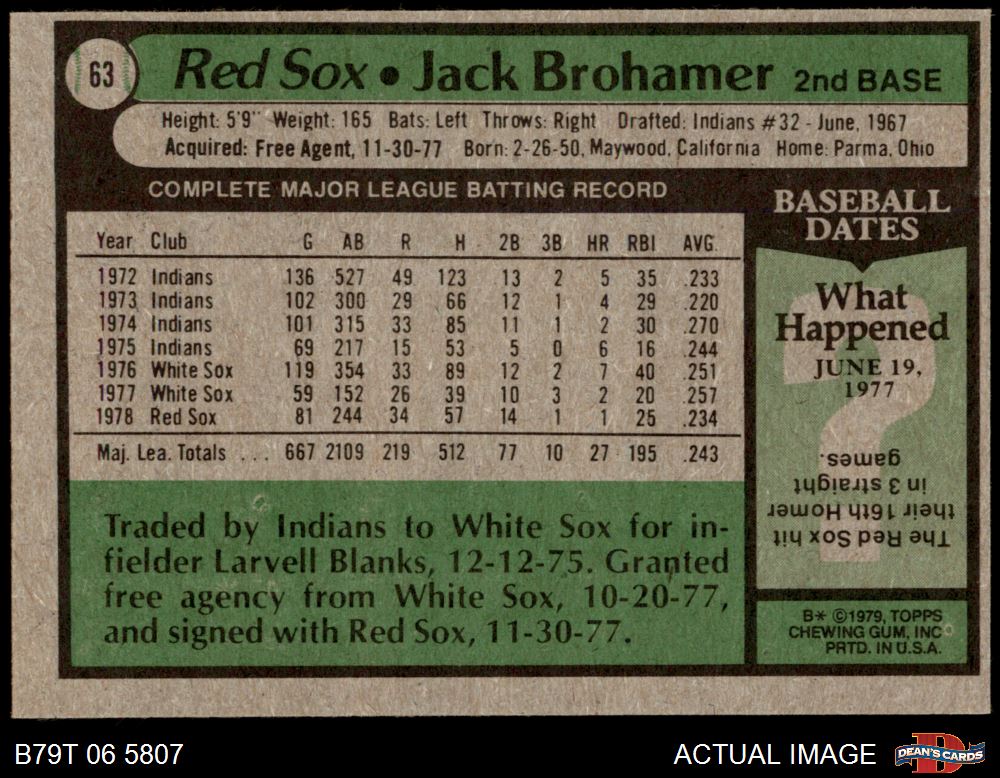 63 Red Sox • Jack Brohamer 2nd BASE
Height: 5'9" Weight: 165 Bats: Left Throws: Right Drafted: Indians #32 - June, 1967
Acquired: Free Agent, 11-30-77 Born: 2-26-50, Maywood, California Home: Parma, Ohio
COMPLETE MAJOR LEAGUE BATTING RECORD
Year Club G AB R H 2B 3B HR RBI AVG.
1972 Indians 136 527 49 123 13 2 5 35 .233
1973 Indians 102 300 29 66 12 1 4 29 .220
1974 Indians 101 315 33 85 11 1 2 30 .270
1975 Indians 69 217 15 53 5 0 6 16 .244
1976 White Sox 119 354 33 89 12 2 7 40 .251
1977 White Sox 59 152 26 39 10 3 2 20 .257
1978 Red Sox 81 244 34 57 14 1 1 25 .234
Maj. Lea. Totals ... 667 2109 219 512 77 10 27 195 .243
Traded by Indians to White Sox for in-
fielder Larvell Blanks, 12-12-75. Granted
free agency from White Sox, 10-20-77,
and signed with Red Sox, 11-30-77.
BASEBALL
DATES
What
Happened
JUNE 19,
1977
?
The Red Sox hit
their 16th Homer
in 3 straight
games.
B* ©1979, TOPPS
CHEWING GUM, INC
PRTD. IN U.S.A.
B79T 06 5807
ACTUAL IMAGE
DEAN'S CARDS